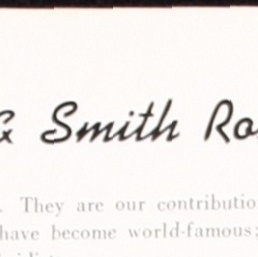 & Smith Ro
. They are our contributio
have become world-famous;